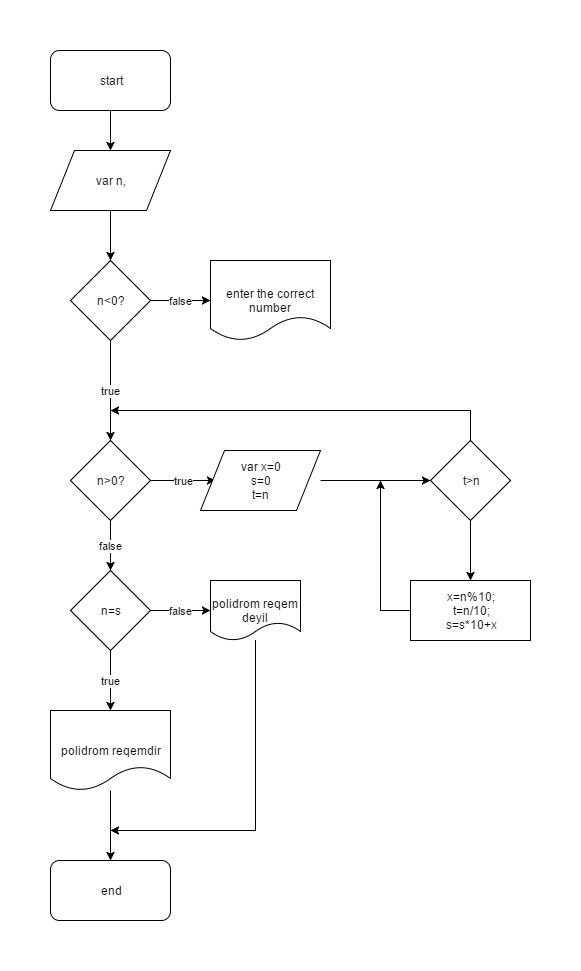 start
var n,
n<0?
false
enter the correct
number
true
n>0?
true
var x=0
s=0
t=n
t>n
false
x=n%10;
t=n/10;
s=s*10+x
n=s
false
polidrom reqem
deyil
true
polidrom reqemdir
end